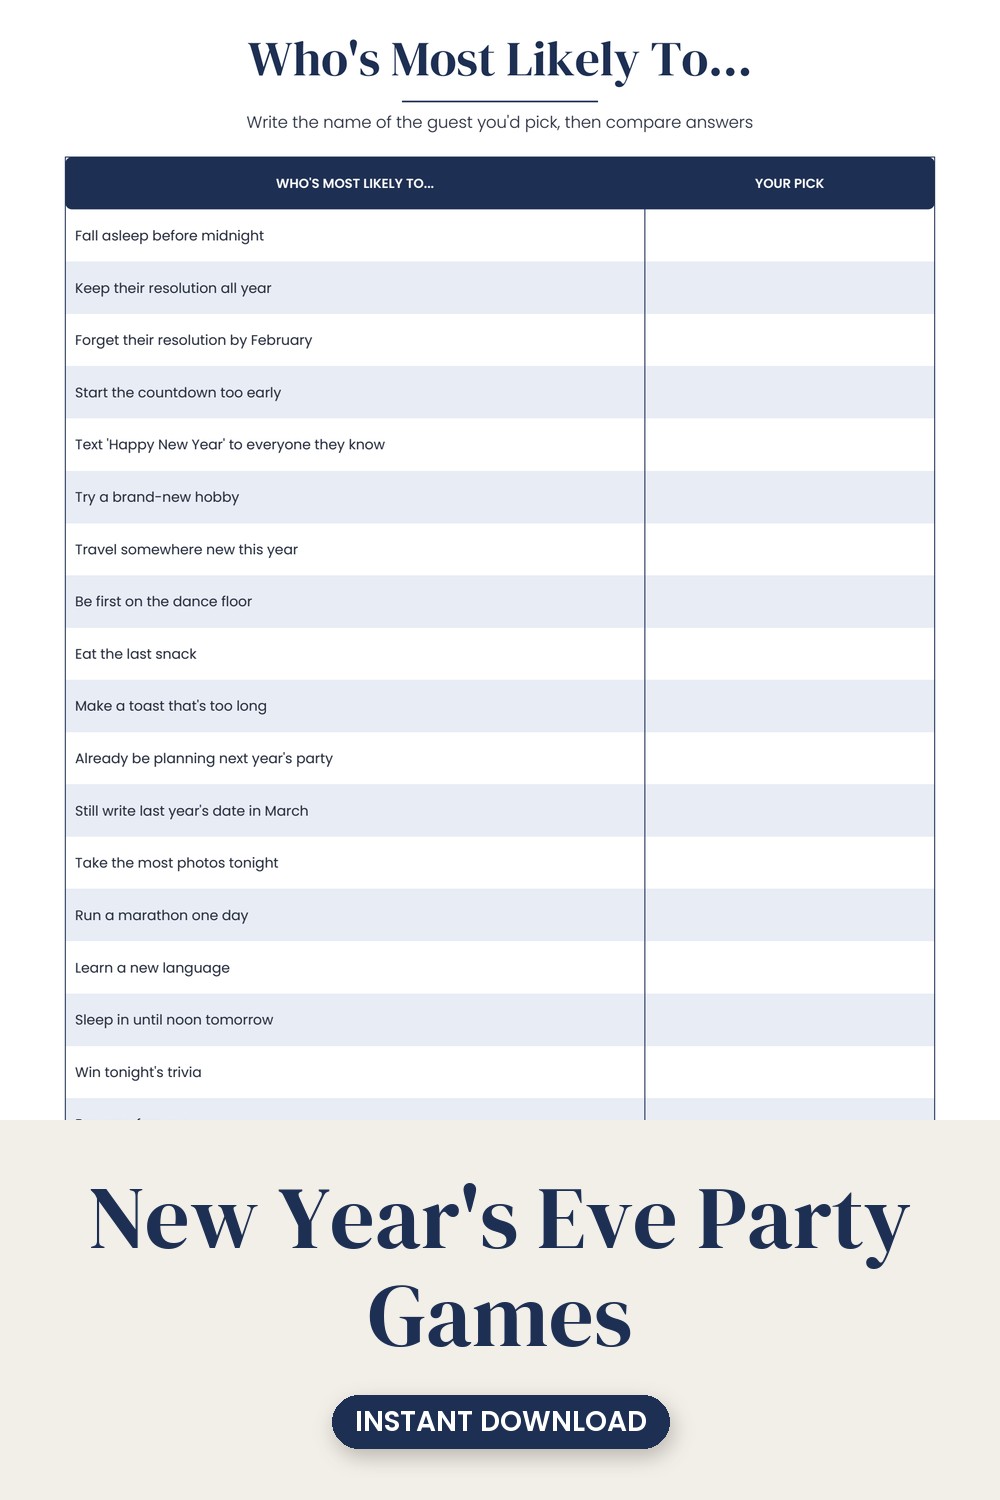 Who's Most Likely To...
Write the name of the guest you'd pick, then compare answers
WHO'S MOST LIKELY TO... YOUR PICK
Fall asleep before midnight
Keep their resolution all year
Forget their resolution by February
Start the countdown too early
Text 'Happy New Year' to everyone they know
Try a brand-new hobby
Travel somewhere new this year
Be first on the dance floor
Eat the last snack
Make a toast that's too long
Already be planning next year's party
Still write last year's date in March
Take the most photos tonight
Run a marathon one day
Learn a new language
Sleep in until noon tomorrow
Win tonight's trivia
New Year's Eve Party
Games
INSTANT DOWNLOAD